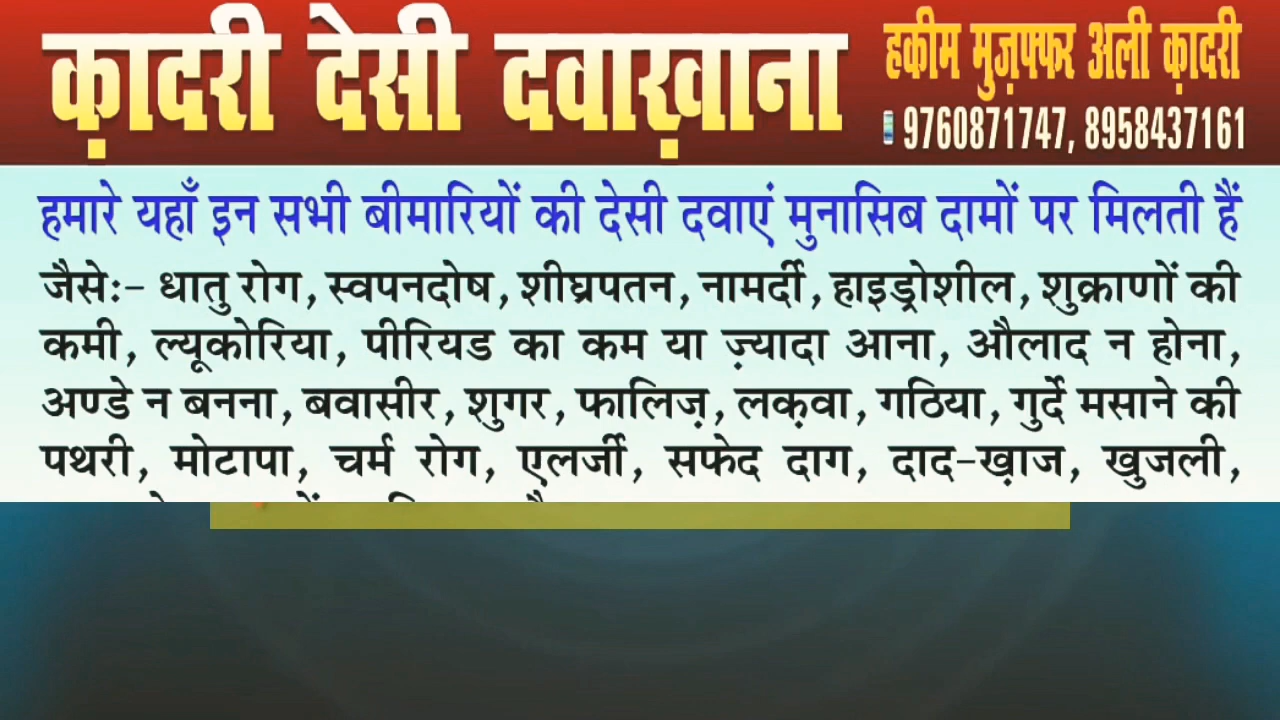 क़ादरी देसी दवाख़ाना
हकीम मुज़फ्फर अली क़ादरी
9760871747, 8958437161
हमारे यहाँ इन सभी बीमारियों की देसी दवाएं मुनासिब दामों पर मिलती हैं
जैसेः- धातु रोग, स्वपनदोष, शीघ्रपतन, नामर्दी, हाइड्रोशील, शुक्राणों की
कमी, ल्यूकोरिया, पीरियड का कम या ज़्यादा आना, औलाद न होना,
अण्डे न बनना, बवासीर, शुगर, फालिज़, लक़वा, गठिया, गुर्दे मसाने की
पथरी, मोटापा, चर्म रोग, एलर्जी, सफेद दाग, दाद-ख़ाज, खुजली,